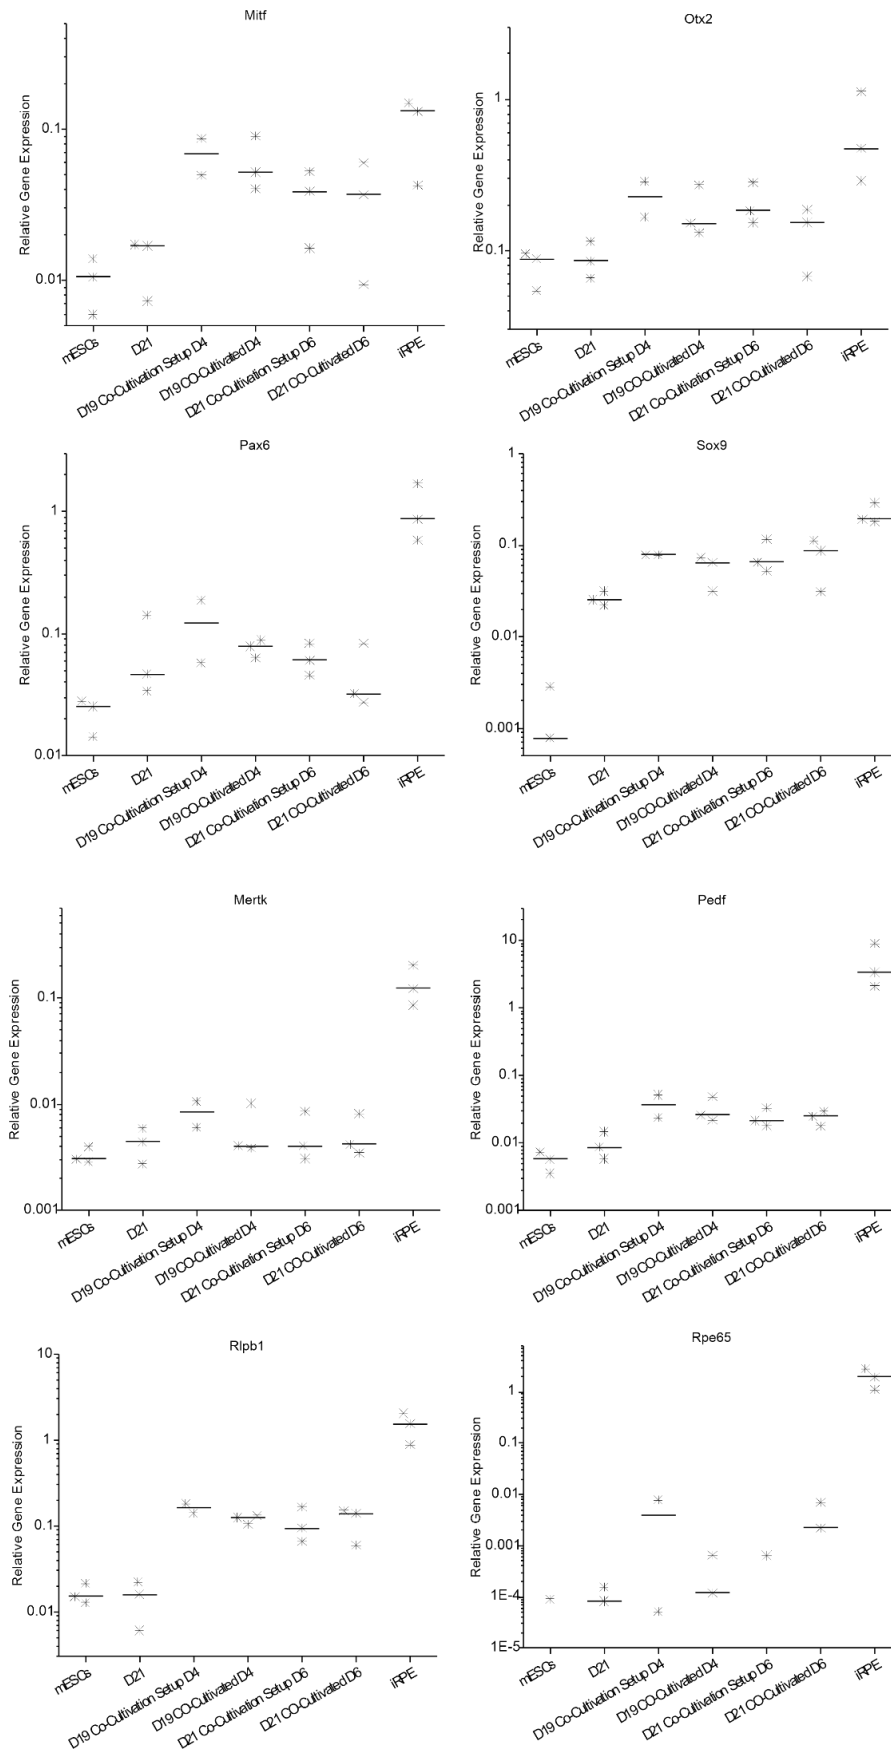 Mitf
Relative Gene Expression
0.1
0.01
mESCs
D21
D19 Co-Cultivation Setup D4
D19 CO-Cultivated D4
D21 Co-Cultivation Setup D6
D21 CO-Cultivated D6
iRPE
Otx2
Relative Gene Expression
1
0.1
mESCs
D21
D19 Co-Cultivation Setup D4
D19 CO-Cultivated D4
D21 Co-Cultivation Setup D6
D21 CO-Cultivated D6
iRPE
Pax6
Relative Gene Expression
1
0.1
0.01
mESCs
D21
D19 Co-Cultivation Setup D4
D19 CO-Cultivated D4
D21 Co-Cultivation Setup D6
D21 CO-Cultivated D6
iRPE
Sox9
Relative Gene Expression
1
0.1
0.01
0.001
mESCs
D21
D19 Co-Cultivation Setup D4
D19 CO-Cultivated D4
D21 Co-Cultivation Setup D6
D21 CO-Cultivated D6
iRPE
Mertk
Relative Gene Expression
0.1
0.01
0.001
mESCs
D21
D19 Co-Cultivation Setup D4
D19 CO-Cultivated D4
D21 Co-Cultivation Setup D6
D21 CO-Cultivated D6
iRPE
Pedf
Relative Gene Expression
10
1
0.1
0.01
0.001
mESCs
D21
D19 Co-Cultivation Setup D4
D19 CO-Cultivated D4
D21 Co-Cultivation Setup D6
D21 CO-Cultivated D6
iRPE
Rlpb1
Relative Gene Expression
10
1
0.1
0.01
mESCs
D21
D19 Co-Cultivation Setup D4
D19 CO-Cultivated D4
D21 Co-Cultivation Setup D6
D21 CO-Cultivated D6
iRPE
Rpe65
Relative Gene Expression
1
0.1
0.01
0.001
1E-4
1E-5
mESCs
D21
D19 Co-Cultivation Setup D4
D19 CO-Cultivated D4
D21 Co-Cultivation Setup D6
D21 CO-Cultivated D6
iRPE